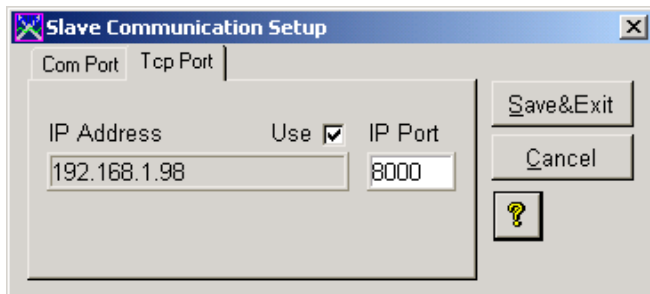 Slave Communication Setup
Com Port Tcp Port
Save&Exit
IP Address Use IP Port
Cancel
192.168.1.98 8000
?